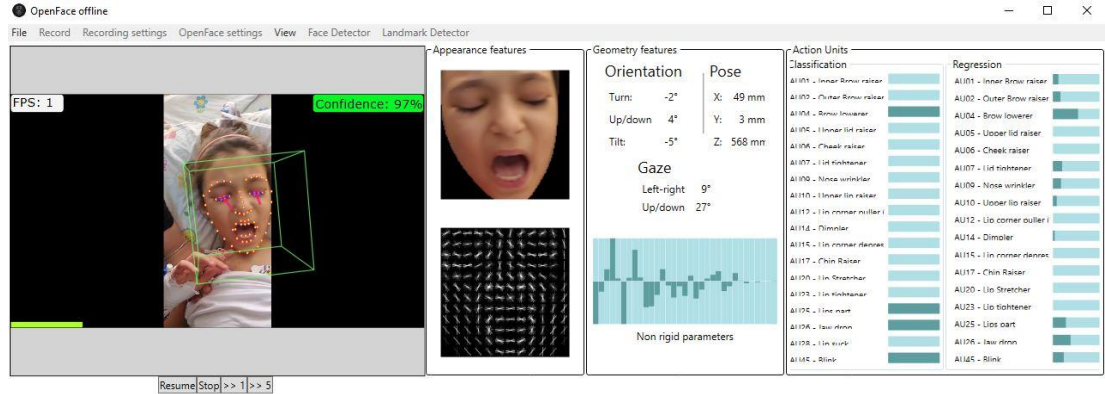 OpenFace offline
File Record Recording settings OpenFace settings View Face Detector Landmark Detector
FPS: 1
Confidence: 97%
Resume Stop >> 1 >> 5
Appearance features
Geometry features
Orientation
Turn: -2°
Up/down 4°
Tilt: -5°
Pose
X: 49 mm
Y: 3 mm
Z: 568 mm
Gaze
Left-right 9°
Up/down 27°
Non rigid parameters
Action Units
Classification
AU01 - Inner Brow raiser
AU02 - Outer Brow raiser
AU04 - Brow lowerer
AU05 - Upper lid raiser
AU06 - Cheek raiser
AU07 - Lid tightener
AU09 - Nose wrinkler
AU10 - Upper lip raiser
AU12 - Lip corner puller (
AU14 - Dimpler
AU15 - Lip corner depres
AU17 - Chin Raiser
AU20 - Lip Stretcher
AU23 - Lip tightener
AU25 - Lips part
AU26 - Jaw drop
AU28 - Lip suck
AU45 - Blink
Regression
AU01 - Inner Brow raiser
AU02 - Outer Brow raiser
AU04 - Brow lowerer
AU05 - Upper lid raiser
AU06 - Cheek raiser
AU07 - Lid tightener
AU09 - Nose wrinkler
AU10 - Upper lip raiser
AU12 - Lip corner puller (
AU14 - Dimpler
AU15 - Lip corner depres
AU17 - Chin Raiser
AU20 - Lip Stretcher
AU23 - Lip tightener
AU25 - Lips part
AU26 - Jaw drop
AU45 - Blink